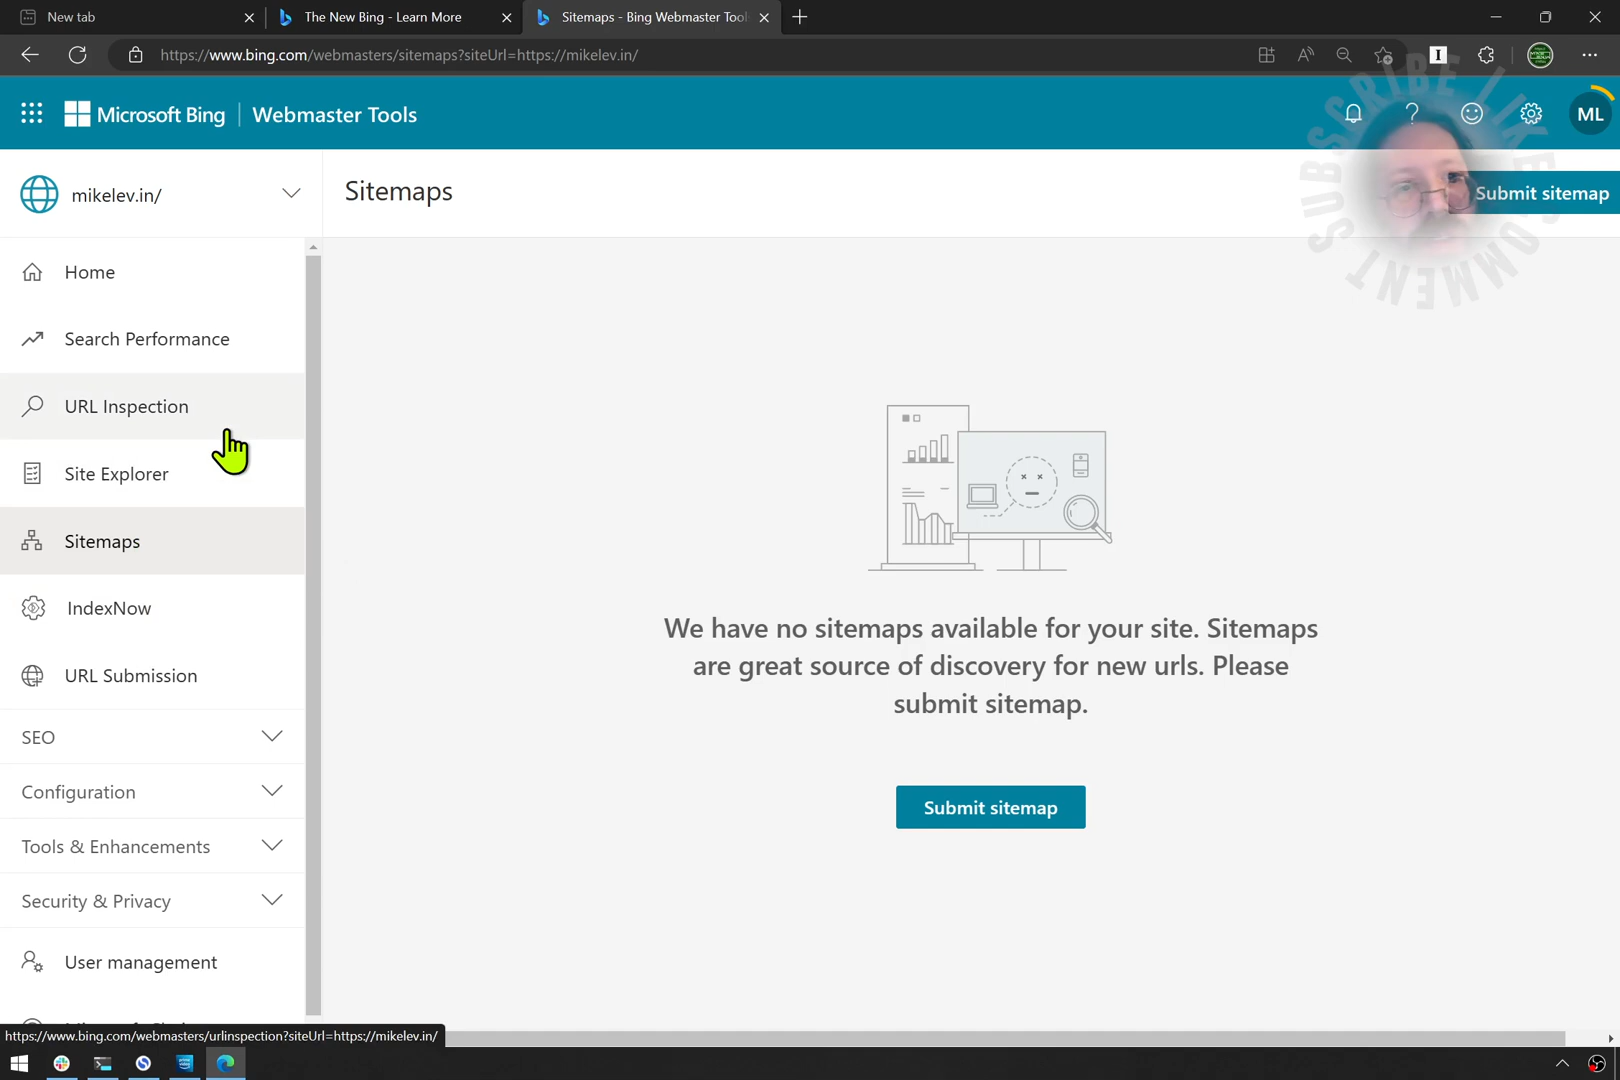 New tab
The New Bing - Learn More
Sitemaps - Bing Webmaster Tool
https://www.bing.com/webmasters/sitemaps?siteUrl=https://mikelev.in/
Microsoft Bing | Webmaster Tools
ML
SUBSCRIBE LIKE COMMENT
mikelev.in/
Sitemaps
Submit sitemap
Home
Search Performance
URL Inspection
Site Explorer
Sitemaps
IndexNow
URL Submission
SEO
Configuration
Tools & Enhancements
Security & Privacy
User management
We have no sitemaps available for your site. Sitemaps
are great source of discovery for new urls. Please
submit sitemap.
Submit sitemap
https://www.bing.com/webmasters/urlinspection?siteUrl=https://mikelev.in/